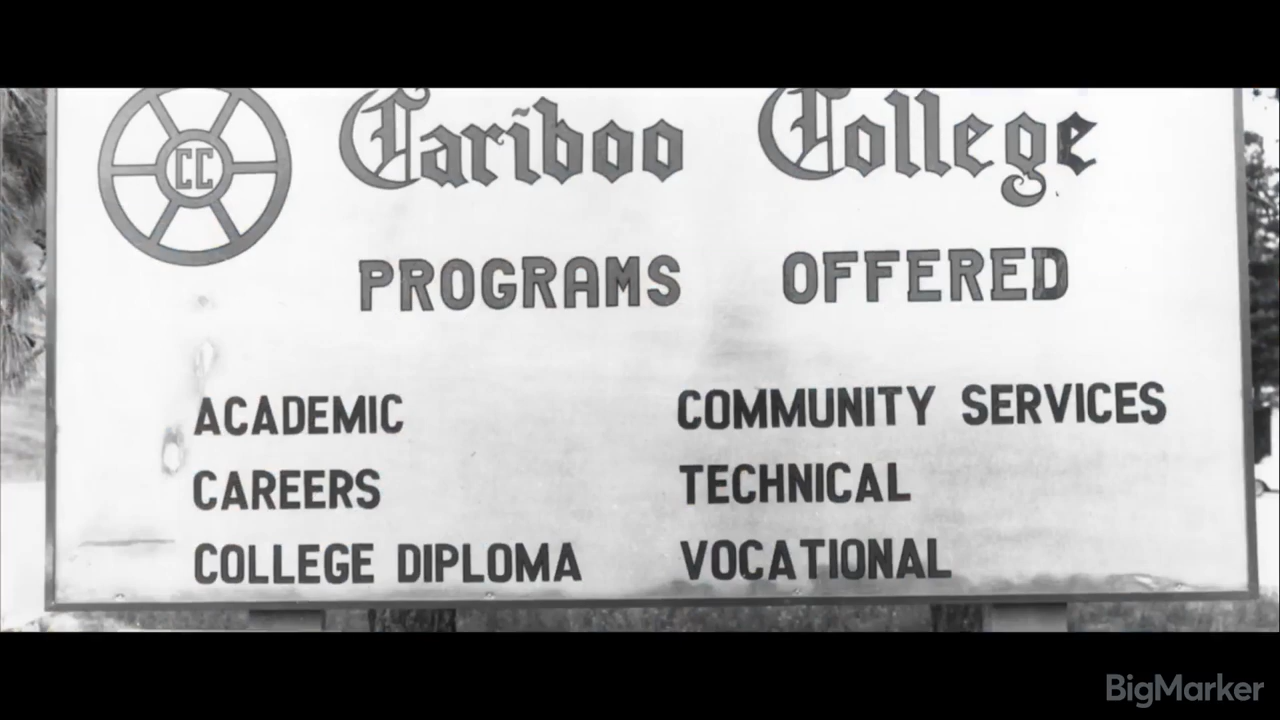 CC
Cariboo College
PROGRAMS OFFERED
ACADEMIC
CAREERS
COLLEGE DIPLOMA
COMMUNITY SERVICES
TECHNICAL
VOCATIONAL
BigMarker